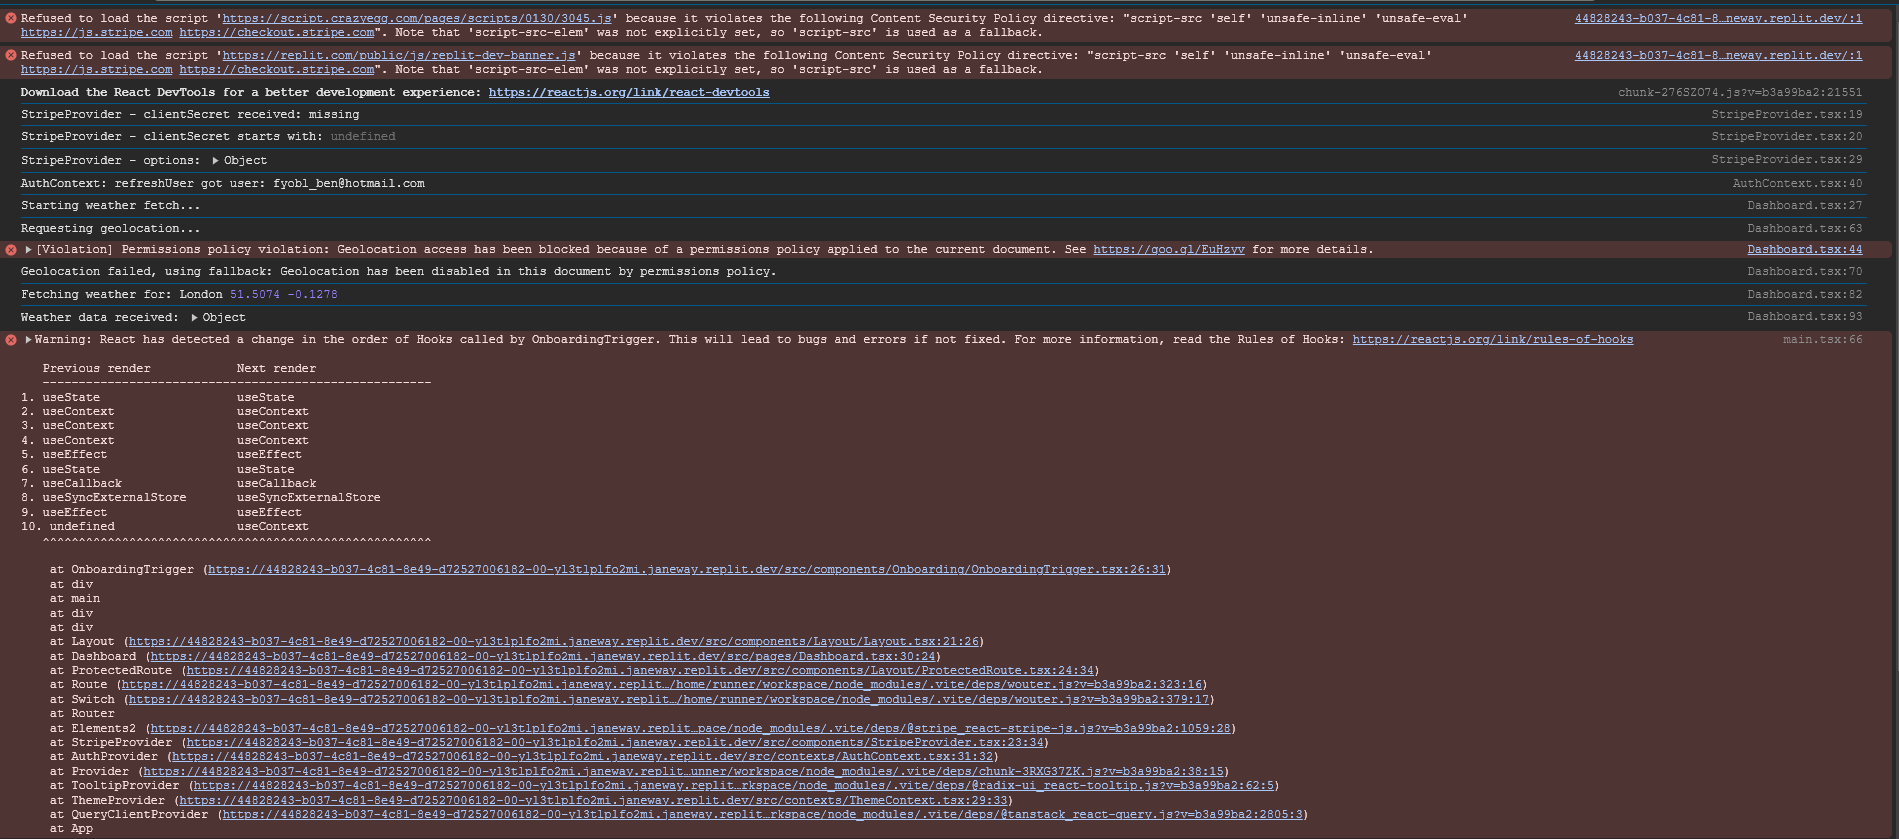 Refused to load the script 'https://script.crazyegg.com/pages/scripts/0130/3045.js' because it violates the following Content Security Policy directive: "script-src 'self' 'unsafe-inline' 'unsafe-eval' 44828243-b037-4c81-8…neway.replit.dev/:1
https://js.stripe.com https://checkout.stripe.com". Note that 'script-src-elem' was not explicitly set, so 'script-src' is used as a fallback.
Refused to load the script 'https://replit.com/public/js/replit-dev-banner.js' because it violates the following Content Security Policy directive: "script-src 'self' 'unsafe-inline' 'unsafe-eval' 44828243-b037-4c81-8…neway.replit.dev/:1
https://js.stripe.com https://checkout.stripe.com". Note that 'script-src-elem' was not explicitly set, so 'script-src' is used as a fallback.
Download the React DevTools for a better development experience: https://reactjs.org/link/react-devtools chunk-276SZO74.js?v=b3a99ba2:21551
StripeProvider - clientSecret received: missing StripeProvider.tsx:19
StripeProvider - clientSecret starts with: undefined StripeProvider.tsx:20
StripeProvider - options: ▶ Object StripeProvider.tsx:29
AuthContext: refreshUser got user: fyobl_ben@hotmail.com AuthContext.tsx:40
Starting weather fetch... Dashboard.tsx:27
Requesting geolocation... Dashboard.tsx:63
▶[Violation] Permissions policy violation: Geolocation access has been blocked because of a permissions policy applied to the current document. See https://goo.gl/EuHzyv for more details. Dashboard.tsx:44
Geolocation failed, using fallback: Geolocation has been disabled in this document by permissions policy. Dashboard.tsx:70
Fetching weather for: London 51.5074 -0.1278 Dashboard.tsx:82
Weather data received: ▶ Object Dashboard.tsx:93
▶Warning: React has detected a change in the order of Hooks called by OnboardingTrigger. This will lead to bugs and errors if not fixed. For more information, read the Rules of Hooks: https://reactjs.org/link/rules-of-hooks main.tsx:66
Previous render Next render
------------------------------------------------------
1. useState useState
2. useContext useContext
3. useContext useContext
4. useContext useContext
5. useEffect useEffect
6. useState useState
7. useCallback useCallback
8. useSyncExternalStore useSyncExternalStore
9. useEffect useEffect
10. undefined useContext
^^^^^^^^^^^^^^^^^^^^^^^^^^^^^^^^^^^^^^^^^^^^^^^^^^^^^^
at OnboardingTrigger (https://44828243-b037-4c81-8e49-d72527006182-00-yl3tlplfo2mi.janeway.replit.dev/src/components/Onboarding/OnboardingTrigger.tsx:26:31)
at div
at main
at div
at div
at Layout (https://44828243-b037-4c81-8e49-d72527006182-00-yl3tlplfo2mi.janeway.replit.dev/src/components/Layout/Layout.tsx:21:26)
at Dashboard (https://44828243-b037-4c81-8e49-d72527006182-00-yl3tlplfo2mi.janeway.replit.dev/src/pages/Dashboard.tsx:30:24)
at ProtectedRoute (https://44828243-b037-4c81-8e49-d72527006182-00-yl3tlplfo2mi.janeway.replit.dev/src/components/Layout/ProtectedRoute.tsx:24:34)
at Route (https://44828243-b037-4c81-8e49-d72527006182-00-yl3tlplfo2mi.janeway.replit…/home/runner/workspace/node_modules/.vite/deps/wouter.js?v=b3a99ba2:323:16)
at Switch (https://44828243-b037-4c81-8e49-d72527006182-00-yl3tlplfo2mi.janeway.replit…/home/runner/workspace/node_modules/.vite/deps/wouter.js?v=b3a99ba2:379:17)
at Router
at Elements2 (https://44828243-b037-4c81-8e49-d72527006182-00-yl3tlplfo2mi.janeway.replit…pace/node_modules/.vite/deps/@stripe_react-stripe-js.js?v=b3a99ba2:1059:28)
at StripeProvider (https://44828243-b037-4c81-8e49-d72527006182-00-yl3tlplfo2mi.janeway.replit.dev/src/components/StripeProvider.tsx:23:34)
at AuthProvider (https://44828243-b037-4c81-8e49-d72527006182-00-yl3tlplfo2mi.janeway.replit.dev/src/contexts/AuthContext.tsx:31:32)
at Provider (https://44828243-b037-4c81-8e49-d72527006182-00-yl3tlplfo2mi.janeway.replit…unner/workspace/node_modules/.vite/deps/chunk-3RXG37ZK.js?v=b3a99ba2:38:15)
at TooltipProvider (https://44828243-b037-4c81-8e49-d72527006182-00-yl3tlplfo2mi.janeway.replit…rkspace/node_modules/.vite/deps/@radix-ui_react-tooltip.js?v=b3a99ba2:62:5)
at ThemeProvider (https://44828243-b037-4c81-8e49-d72527006182-00-yl3tlplfo2mi.janeway.replit.dev/src/contexts/ThemeContext.tsx:29:33)
at QueryClientProvider (https://44828243-b037-4c81-8e49-d72527006182-00-yl3tlplfo2mi.janeway.replit…rkspace/node_modules/.vite/deps/@tanstack_react-query.js?v=b3a99ba2:2805:3)
at App